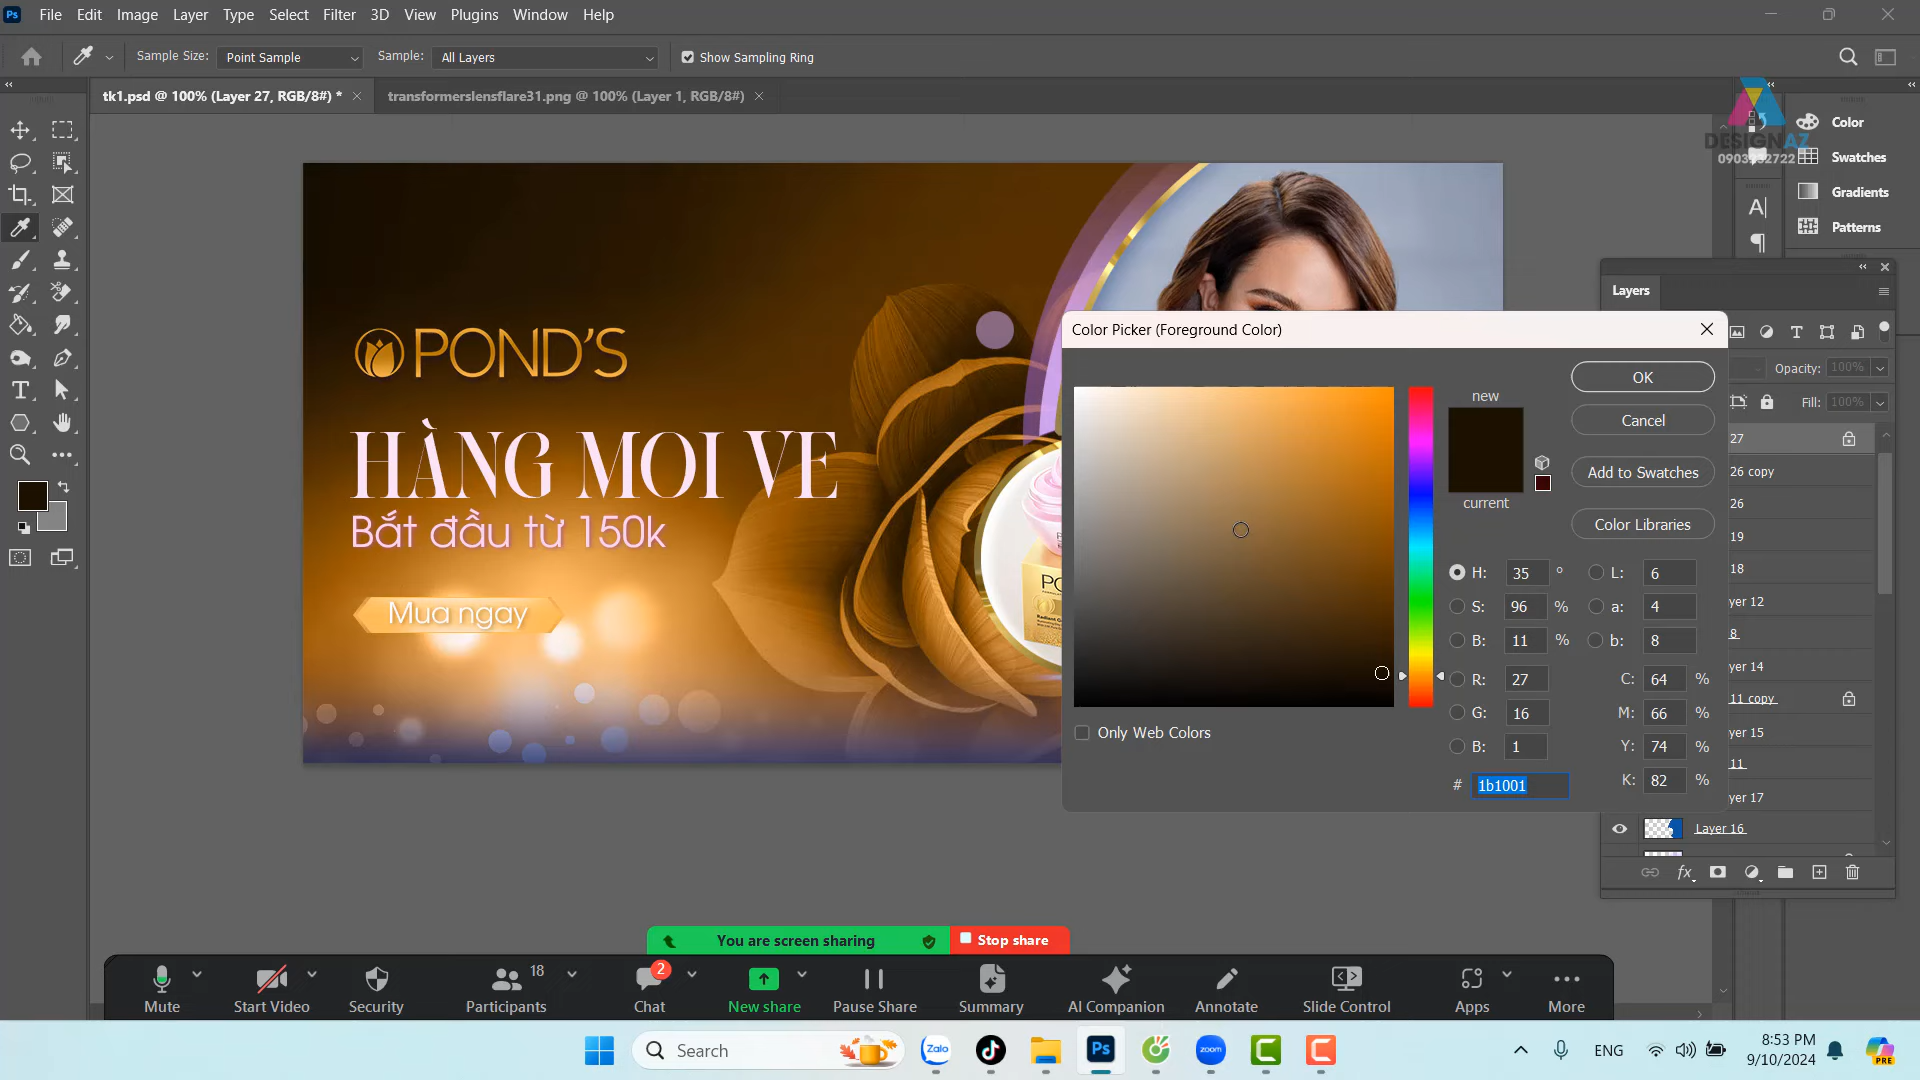 Ps File Edit Image Layer Type Select Filter 3D View Plugins Window Help
Sample Size: Point Sample Sample: All Layers Show Sampling Ring
tk1.psd @ 100% (Layer 27, RGB/8#) * transformerslensflare31.png @ 100% (Layer 1, RGB/8#)
DESIGNAZ
Color
Swatches
Gradients
Patterns
Layers
Opacity: 100%
Fill: 100%
27
26 copy
26
19
18
yer 12
8
yer 14
11 copy
yer 15
11
yer 17
Layer 16
fx
POND'S
HÀNG MOI VE
Bắt đầu từ 150k
Mua ngay
Color Picker (Foreground Color)
new
current
OK
Cancel
Add to Swatches
Color Libraries
H: 35 ° L: 6
S: 96 % a: 4
B: 11 % b: 8
R: 27 C: 64 %
G: 16 M: 66 %
B: 1 Y: 74 %
# 1b1001 K: 82 %
Only Web Colors
You are screen sharing Stop share
Mute Start Video Security Participants 18 Chat 2 New share Pause Share Summary AI Companion Annotate Slide Control Apps More
Search Zalo Ps zoom ENG
8:53 PM
9/10/2024
PRE